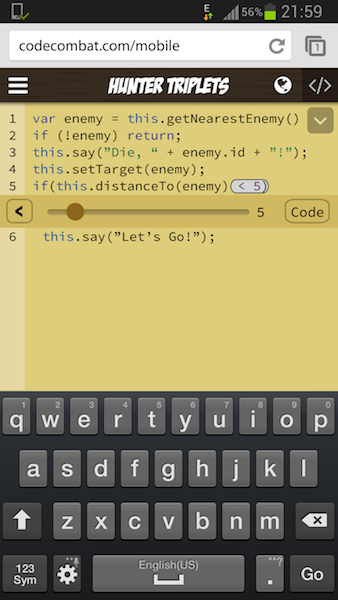 E 56% 21:59
codecombat.com/mobile 1
HUNTER TRIPLETS </>
1 var enemy = this.getNearestEnemy()
2 if (!enemy) return;
3 this.say("Die, “ + enemy.id + ”!");
4 this.setTarget(enemy);
5 if(this.distanceTo(enemy) < 5)
< 5 Code
6 this.say(”Let’s Go!”);
1 2 3 4 5 6 7 8 9 0
q w e r t y u i o p
a s d f g h j k l
z x c v b n m
123 Sym English(US) . Go